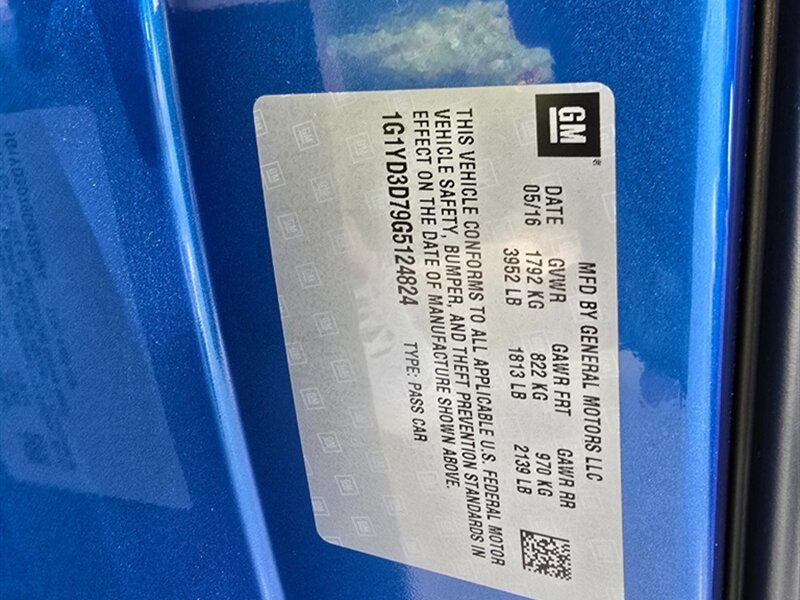 GM
MFD BY GENERAL MOTORS LLC
DATE GVWR GAWR FRT GAWR RR
05/16 1792 KG 822 KG 970 KG
3952 LB 1813 LB 2139 LB
THIS VEHICLE CONFORMS TO ALL APPLICABLE U.S. FEDERAL MOTOR
VEHICLE SAFETY, BUMPER, AND THEFT PREVENTION STANDARDS IN
EFFECT ON THE DATE OF MANUFACTURE SHOWN ABOVE.
1G1YD3D79G5124824 TYPE: PASS CAR